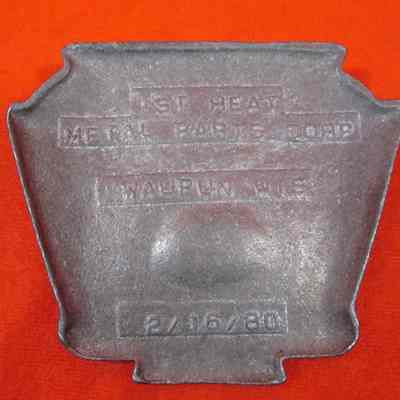 1ST HEAT
METAL PARTS CORP
WAUPUN WIS
2/16/80